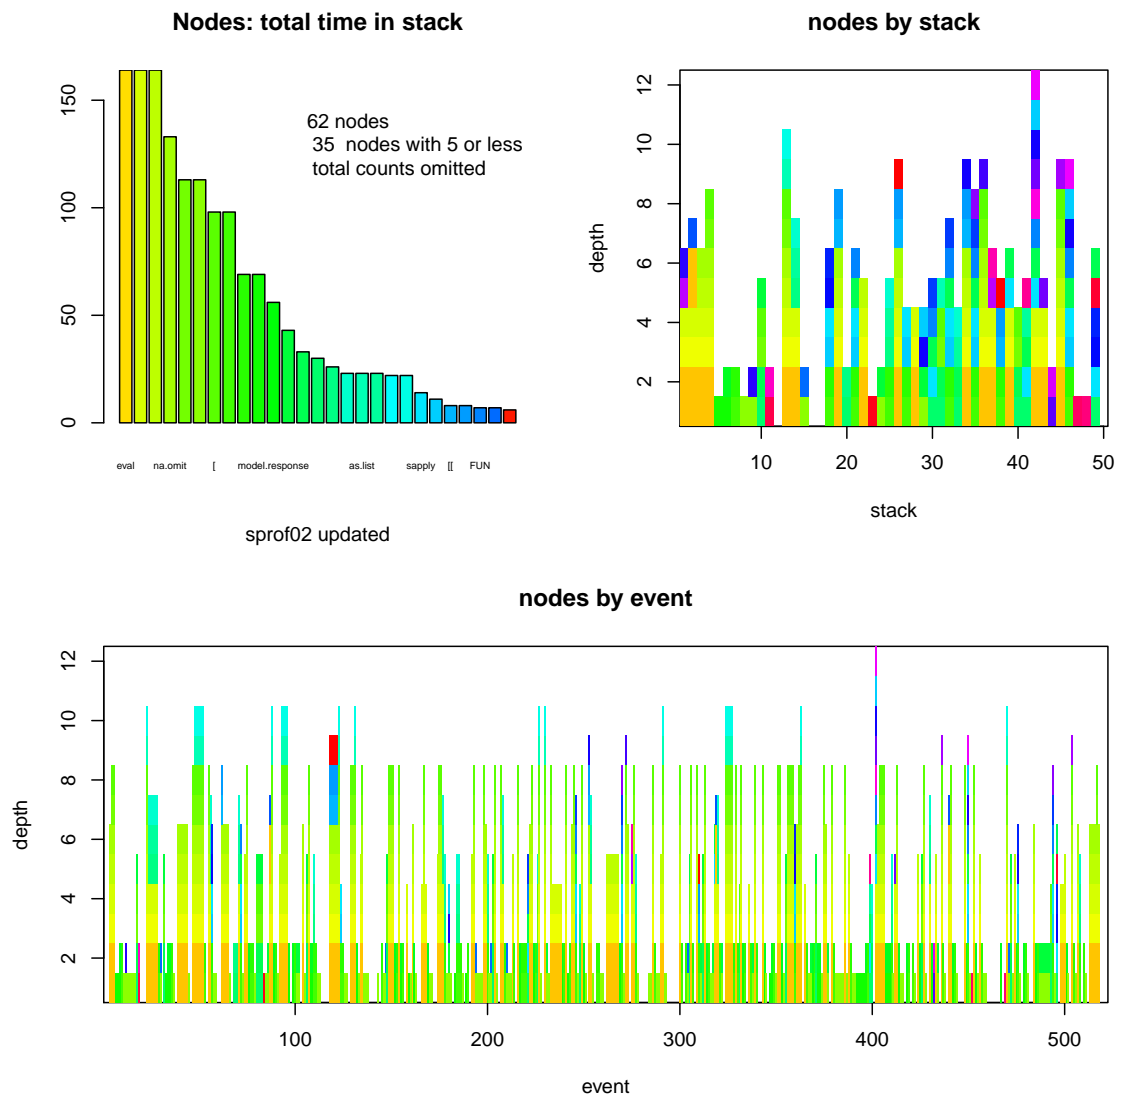 Nodes: total time in stack
62 nodes
35 nodes with 5 or less
total counts omitted
150
100
50
0
eval na.omit [ model.response as.list sapply [[ FUN
sprof02 updated
nodes by stack
depth
12
10
8
6
4
2
10 20 30 40 50
stack
nodes by event
depth
12
10
8
6
4
2
100 200 300 400 500
event